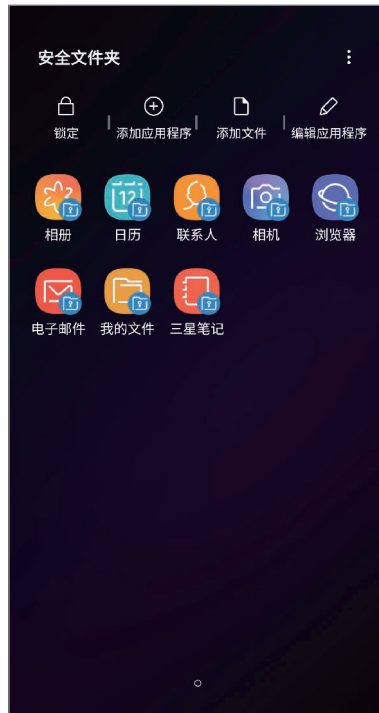 安全文件夹
锁定
添加应用程序
添加文件
编辑应用程序
12
相册
日历
联系人
相机
浏览器
电子邮件
我的文件
三星笔记